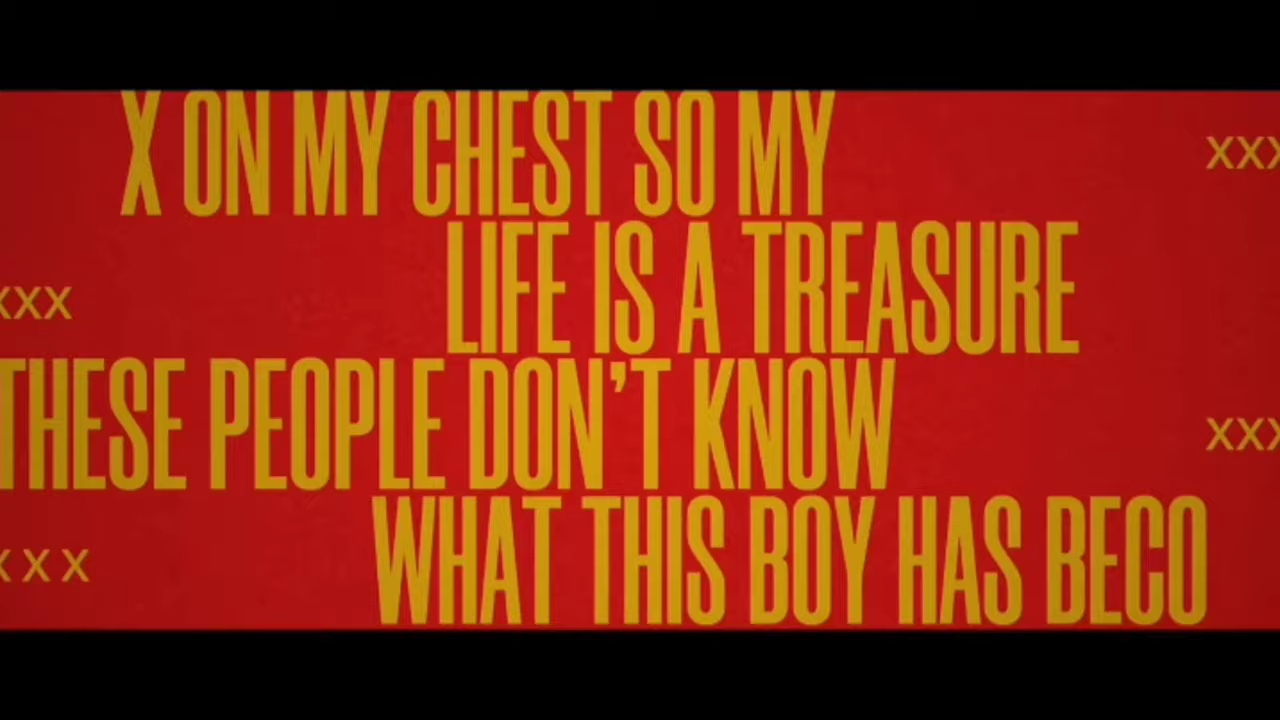 X ON MY CHEST SO MY
XXX
LIFE IS A TREASURE
XXX
THESE PEOPLE DON’T KNOW
XXX
WHAT THIS BOY HAS BECO
XXX